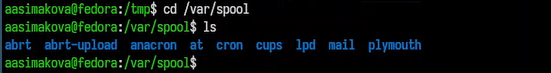 aasimakova@fedora:/tmp$ cd /var/spool
aasimakova@fedora:/var/spool$ ls
abrt abrt-upload anacron at cron cups lpd mail plymouth
aasimakova@fedora:/var/spool$